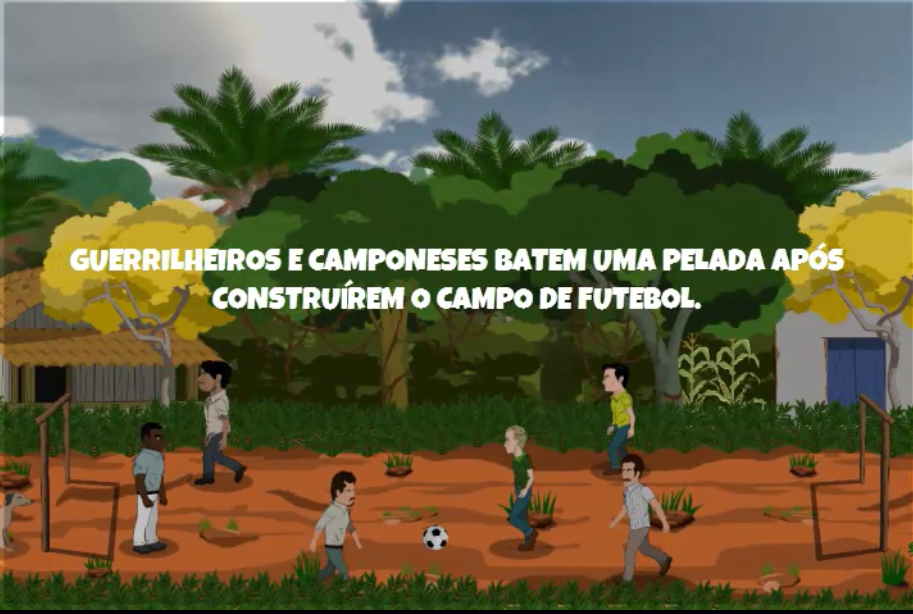 GUERRILHEIROS E CAMPONESES BATEM UMA PELADA APÓS
CONSTRUÍREM O CAMPO DE FUTEBOL.